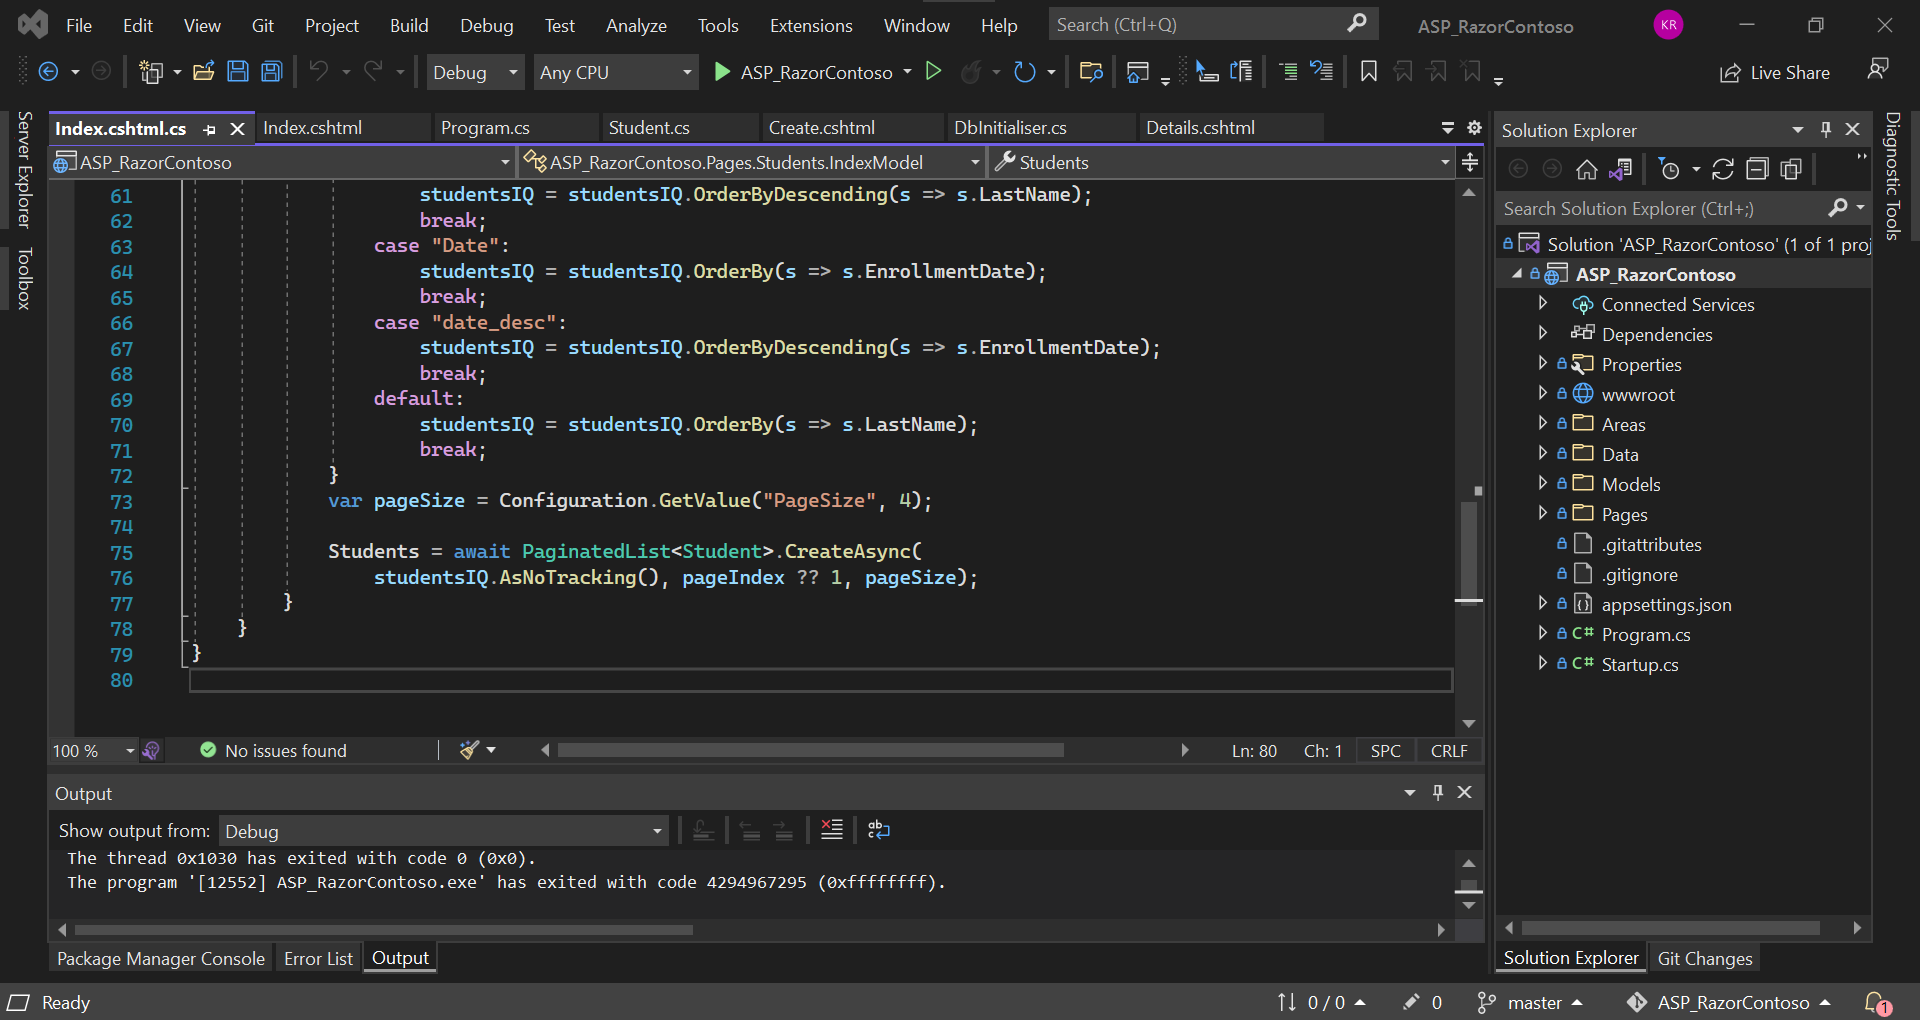 File Edit View Git Project Build Debug Test Analyze Tools Extensions Window Help Search (Ctrl+Q) ASP_RazorContoso KR
Debug Any CPU ASP_RazorContoso Live Share
Server Explorer
Toolbox
Index.cshtml.cs Index.cshtml Program.cs Student.cs Create.cshtml DbInitialiser.cs Details.cshtml
ASP_RazorContoso ASP_RazorContoso.Pages.Students.IndexModel Students
61 studentsIQ = studentsIQ.OrderByDescending(s => s.LastName);
62 break;
63 case "Date":
64 studentsIQ = studentsIQ.OrderBy(s => s.EnrollmentDate);
65 break;
66 case "date_desc":
67 studentsIQ = studentsIQ.OrderByDescending(s => s.EnrollmentDate);
68 break;
69 default:
70 studentsIQ = studentsIQ.OrderBy(s => s.LastName);
71 break;
72 }
73 var pageSize = Configuration.GetValue("PageSize", 4);
74
75 Students = await PaginatedList<Student>.CreateAsync(
76 studentsIQ.AsNoTracking(), pageIndex ?? 1, pageSize);
77 }
78 }
79 }
80
100 % No issues found Ln: 80 Ch: 1 SPC CRLF
Output
Show output from: Debug
The thread 0x1030 has exited with code 0 (0x0).
The program '[12552] ASP_RazorContoso.exe' has exited with code 4294967295 (0xffffffff).
Package Manager Console Error List Output
Solution Explorer
Search Solution Explorer (Ctrl+;)
Solution 'ASP_RazorContoso' (1 of 1 proj
ASP_RazorContoso
Connected Services
Dependencies
Properties
wwwroot
Areas
Data
Models
Pages
.gitattributes
.gitignore
appsettings.json
C# Program.cs
C# Startup.cs
Solution Explorer Git Changes
Diagnostic Tools
Ready 0 / 0 0 master ASP_RazorContoso 1